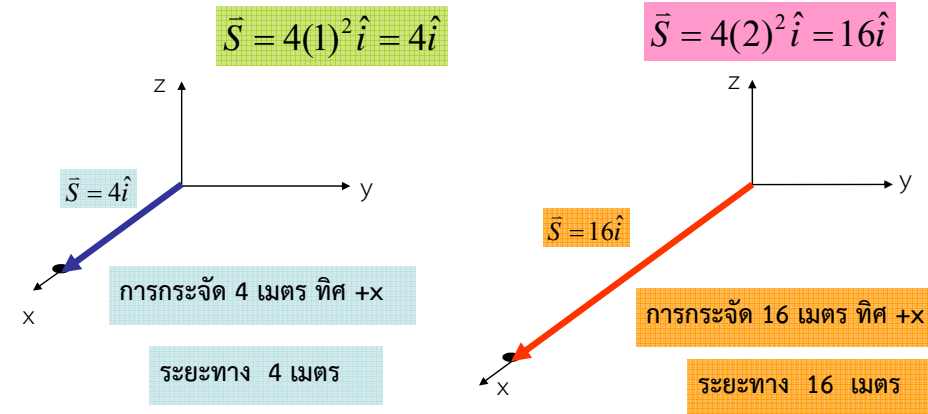 S⃗ = 4(1)² î = 4î
z
y
S⃗ = 4î
x
การกระจัด 4 เมตร ทิศ +x
ระยะทาง 4 เมตร
S⃗ = 4(2)² î = 16î
z
y
S⃗ = 16î
x
การกระจัด 16 เมตร ทิศ +x
ระยะทาง 16 เมตร